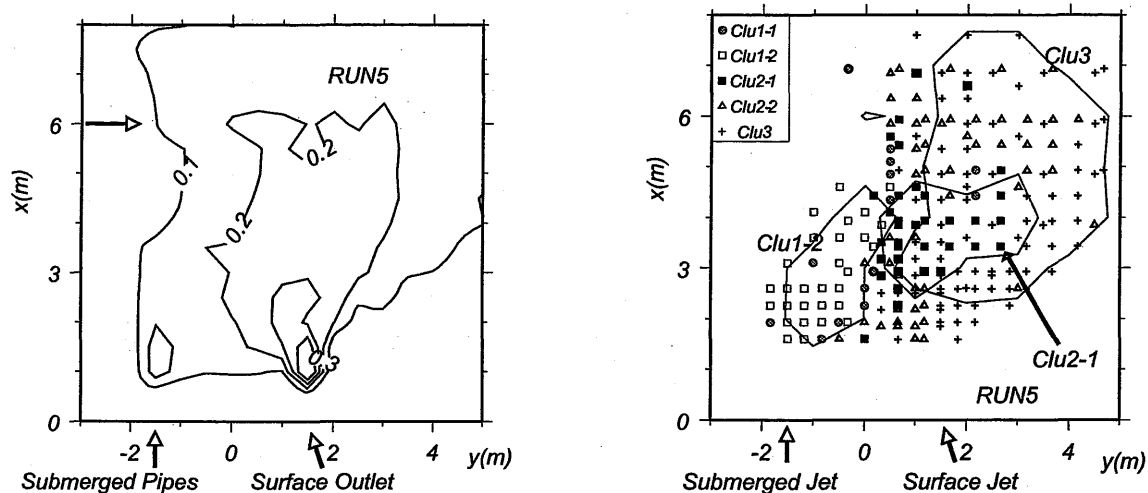 RUN5
6
3
0
x(m)
0.1
0.2
0.2
0.3
-2
0
2
4
y(m)
Submerged Pipes
Surface Outlet
Clu1-1
Clu1-2
Clu2-1
Clu2-2
Clu3
Clu3
6
3
0
x(m)
Clu1-2
Clu2-1
RUN5
-2
0
2
4
y(m)
Submerged Jet
Surface Jet